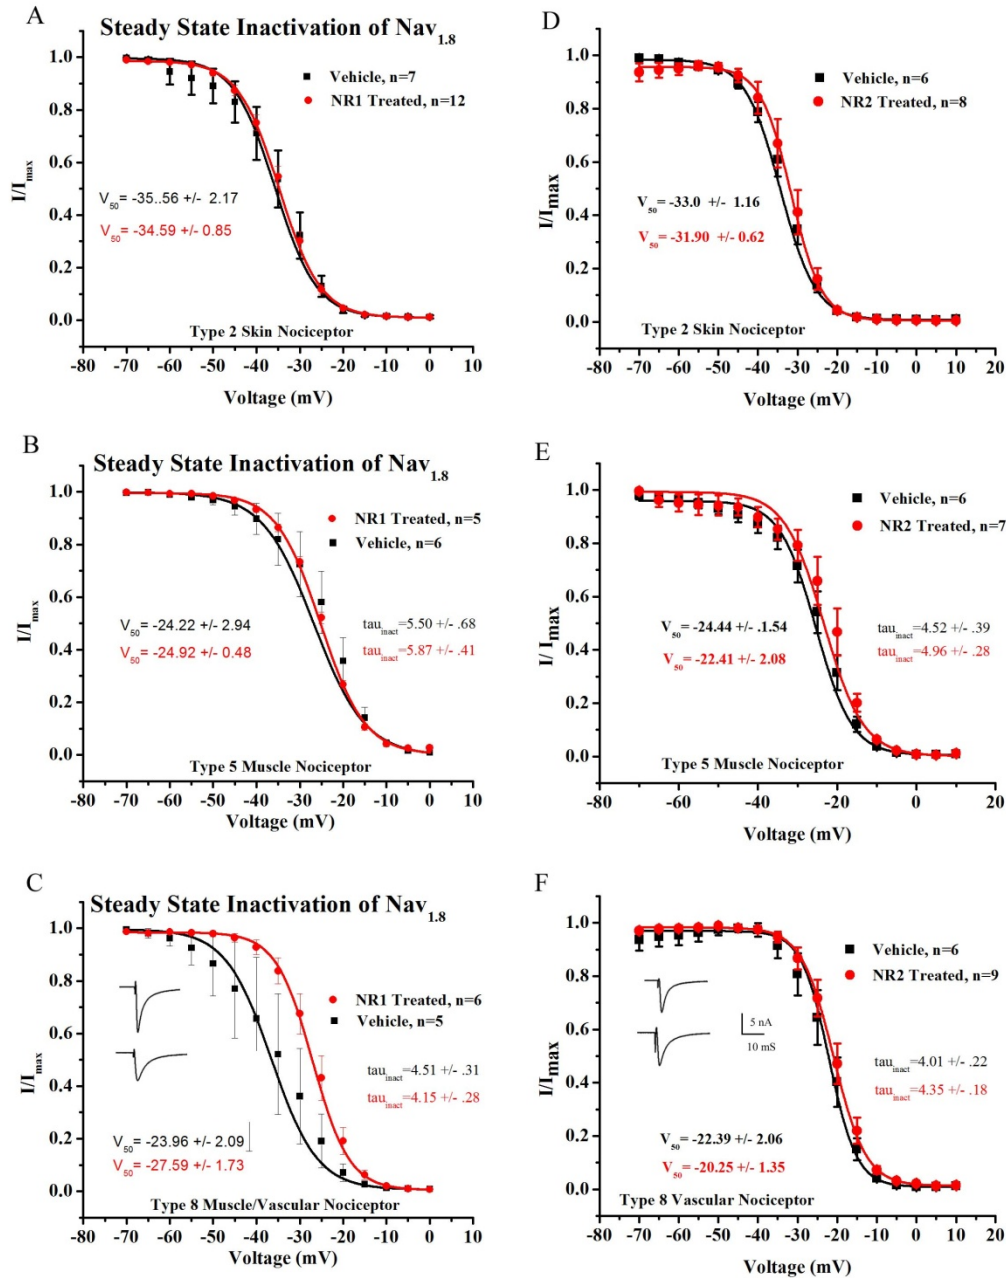 A
Steady State Inactivation of Nav1.8
Vehicle, n=7
NR1 Treated, n=12
V50= -35..56 +/- 2.17
V50= -34.59 +/- 0.85
Type 2 Skin Nociceptor
I/Imax
1.0
0.8
0.6
0.4
0.2
0.0
-80 -70 -60 -50 -40 -30 -20 -10 0 10
Voltage (mV)
D
Vehicle, n=6
NR2 Treated, n=8
V50= -33.0 +/- 1.16
V50= -31.90 +/- 0.62
Type 2 Skin Nociceptor
I/Imax
1.0
0.8
0.6
0.4
0.2
0.0
-80 -60 -40 -20 0 20
Voltage (mV)
B
Steady State Inactivation of Nav1.8
NR1 Treated, n=5
Vehicle, n=6
V50= -24.22 +/- 2.94
V50= -24.92 +/- 0.48
tauinact=5.50 +/- .68
tauinact=5.87 +/- .41
Type 5 Muscle Nociceptor
I/Imax
1.0
0.8
0.6
0.4
0.2
0.0
-80 -70 -60 -50 -40 -30 -20 -10 0 10
Voltage (mV)
E
Vehicle, n=6
NR2 Treated, n=7
V50= -24.44 -+/- .1.54
V50= -22.41 +/- 2.08
tauinact=4.52 +/- .39
tauinact=4.96 +/- .28
Type 5 Muscle Nociceptor
I/ Imax
1.0
0.8
0.6
0.4
0.2
0.0
-80 -60 -40 -20 0 20
Voltage (mV)
C
Steady State Inactivation of Nav1.8
NR1 Treated, n=6
Vehicle, n=5
tauinact=4.51 +/- .31
tauinact=4.15 +/- .28
V50= -23.96 +/- 2.09
V50= -27.59 +/- 1.73
Type 8 Muscle/Vascular Nociceptor
I/Imax
1.0
0.8
0.6
0.4
0.2
0.0
-80 -70 -60 -50 -40 -30 -20 -10 0 10
Voltage (mV)
F
Vehicle, n=6
NR2 Treated, n=9
5 nA
10 mS
tauinact=4.01 +/- .22
tauinact=4.35 +/- .18
V50= -22.39 +/- 2.06
V50= -20.25 +/- 1.35
Type 8 Vascular Nociceptor
I/Imax
1.0
0.8
0.6
0.4
0.2
0.0
-80 -60 -40 -20 0 20
Voltage (mV)